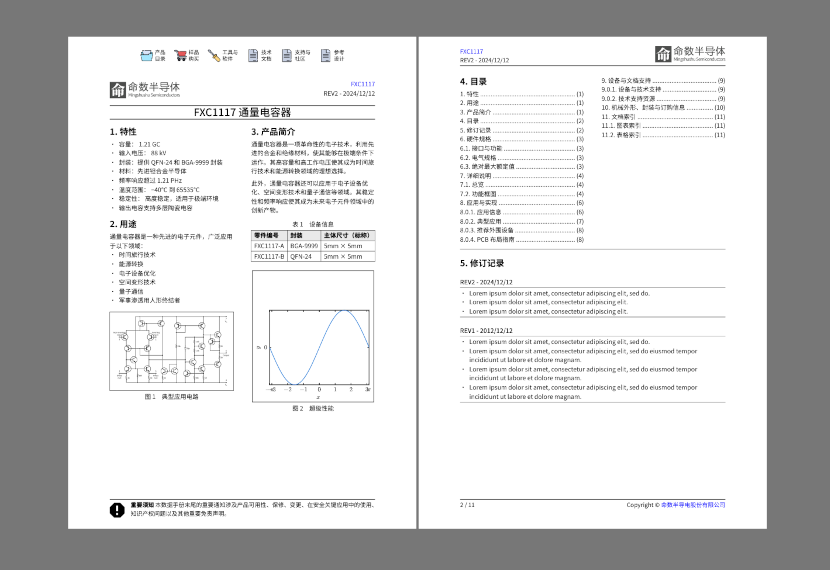 产品
目录
样品
购买
工具与
软件
技术
文档
支持与
社区
参考
设计
命数半导体
Mingshu Semiconductors
FXC1117
REV2 - 2024/12/12
FXC1117 通量电容器
1. 特性
· 容量： 1.21 GC
· 输入电压： 88 kV
· 封装：提供 QFN-24 和 BGA-9999 封装
· 材料：先进铝合金半导体
· 频率响应超过 1.21 PHz
· 温度范围： −40°C 到 65535°C
· 稳定性： 高度稳定，适用于极端环境
· 输出电容支持多层陶瓷电容
2. 用途
通量电容器是一种先进的电子元件，广泛应用
于以下领域：
· 时间旅行技术
· 能源转换
· 电子设备优化
· 空间变形技术
· 量子通信
· 军事渗透用人形终结者
图 1 典型应用电路
3. 产品简介
通量电容器是一项革命性的电子技术，利用先
进的合金和绝缘材料，使其能够在极端条件下
运作。其高容量和高工作电压使其成为时间旅
行技术和能源转换领域的理想选择。
此外，通量电容器还可以应用于电子设备优
化、空间变形技术和量子通信等领域。其稳定
性和频率响应使其成为未来电子元件领域中的
创新产物。
表 1 设备信息
零件编号 封装 主体尺寸（标称）
FXC1117-A BGA-9999 5mm × 5mm
FXC1117-B QFN-24 5mm × 5mm
0
−2 −1 0 1 2
x
图 2 超级性能
重要须知 本数据手册末尾的重要通知涉及产品可用性、保修、变更、在安全关键应用中的使用、
知识产权问题以及其他重要免责声明。
FXC1117
REV2 - 2024/12/12
命数半导体
Mingshu Semiconductors
4. 目录
1. 特性 (1)
2. 用途 (1)
3. 产品简介 (1)
4. 目录 (2)
5. 修订记录 (2)
6. 硬件规格 (3)
6.1. 接口与功能 (3)
6.2. 电气规格 (3)
6.3. 绝对最大额定值 (3)
7. 详细说明 (4)
7.1. 总览 (4)
7.2. 功能框图 (4)
8. 应用与实现 (6)
8.0.1. 应用信息 (6)
8.0.2. 典型应用 (7)
8.0.3. 推荐外围设备 (8)
8.0.4. PCB 布局指南 (8)
9. 设备与文档支持 (9)
9.0.1. 设备与技术支持 (9)
9.0.2. 技术支持资源 (9)
10. 机械外形、封装与订购信息 (10)
11. 文档索引 (11)
11.1. 图表索引 (11)
11.2. 表格索引 (11)
5. 修订记录
REV2 - 2024/12/12
· Lorem ipsum dolor sit amet, consectetur adipiscing elit, sed do.
· Lorem ipsum dolor sit amet, consectetur adipiscing elit.
· Lorem ipsum dolor sit amet, consectetur adipiscing elit.
REV1 - 2012/12/12
· Lorem ipsum dolor sit amet, consectetur adipiscing elit, sed do.
· Lorem ipsum dolor sit amet, consectetur adipiscing elit, sed do eiusmod tempor
incididunt ut labore et dolore magnam.
· Lorem ipsum dolor sit amet, consectetur adipiscing elit, sed do eiusmod tempor
incididunt ut labore et dolore magnam.
· Lorem ipsum dolor sit amet, consectetur adipiscing elit, sed do eiusmod tempor
incididunt ut labore et dolore magnam.
2 / 11
Copyright © 命数半导电股份有限公司